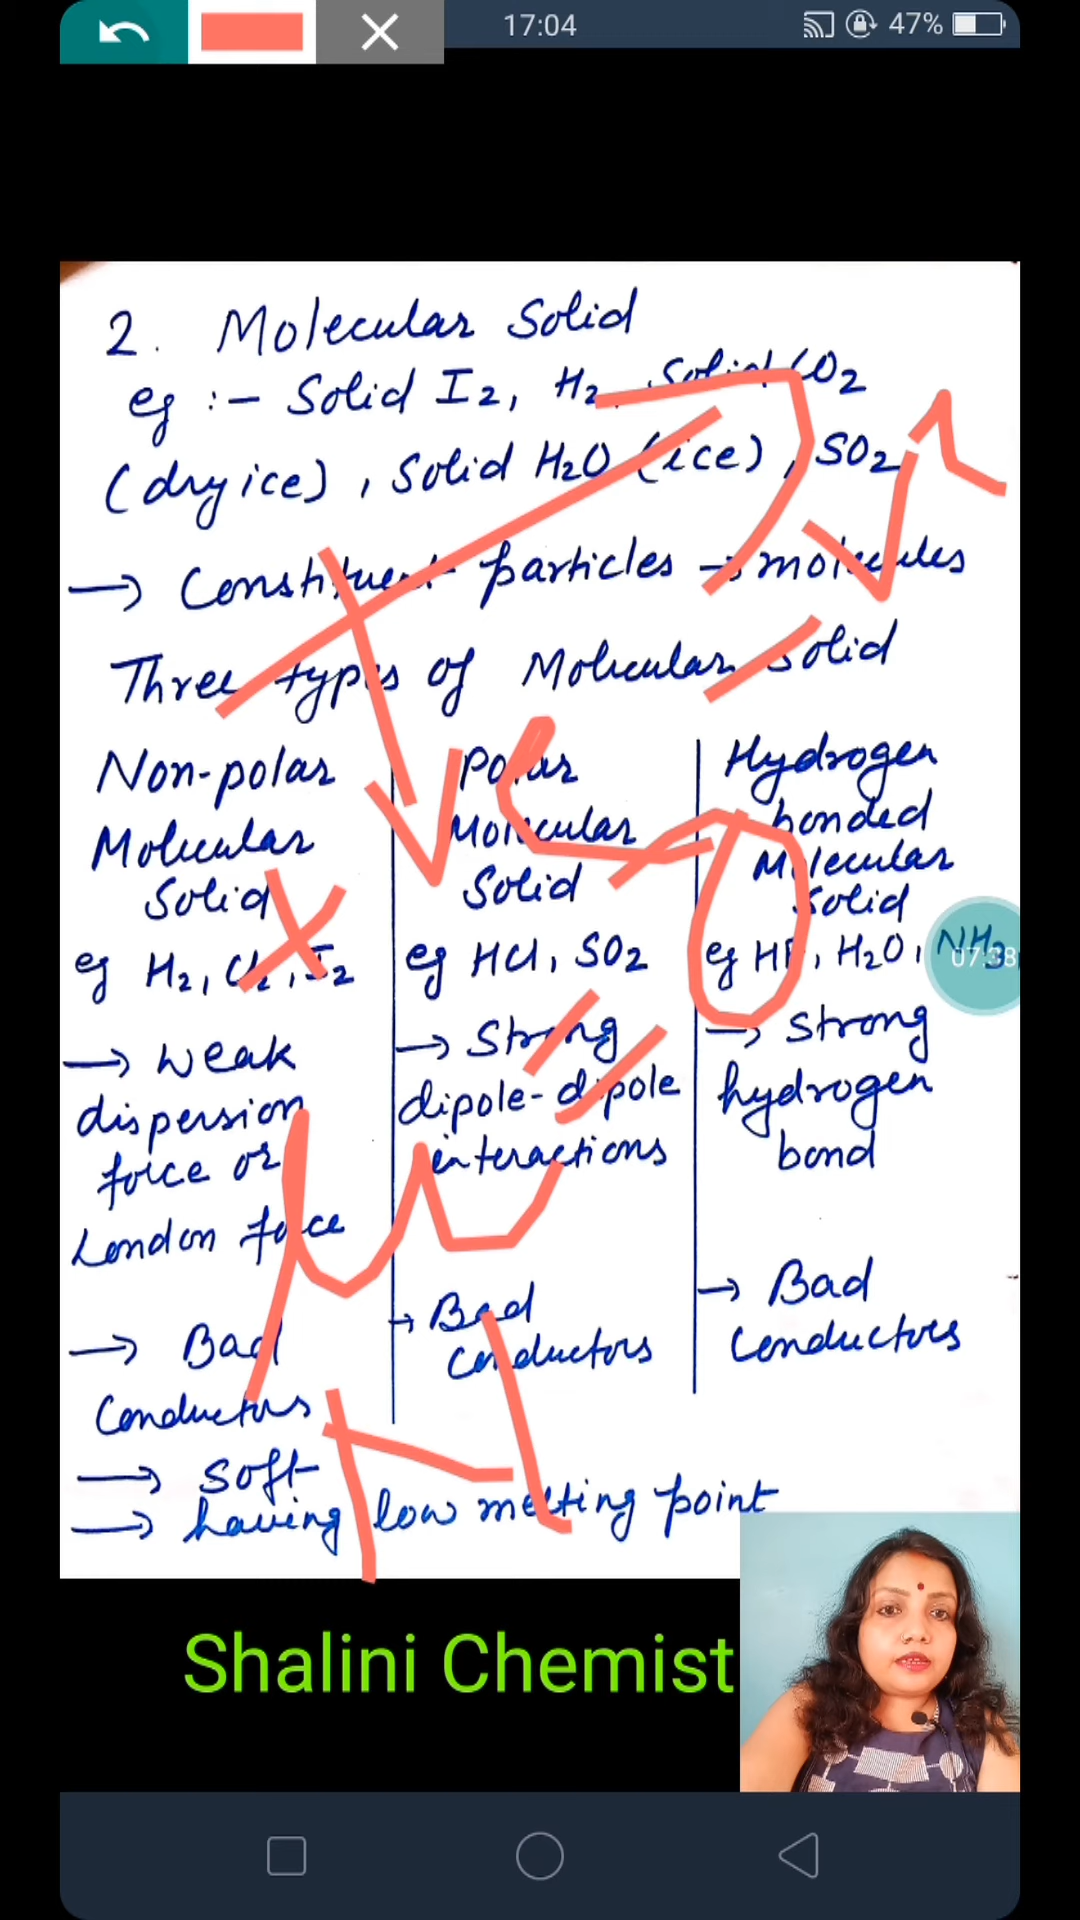 17:04
47%
2. Molecular Solid
eg :- Solid I2, H2, Solid CO2
(dry ice), Solid H2O (ice), SO2
→ Constituent particles → molecules
Three types of Molecular Solid
Non-polar
Molecular
Solid
eg H2, Cl2, I2
→ Weak
dispersion
force or
London force
→ Bad
Conductors
Polar
Molecular
Solid
eg HCl, SO2
→ Strong
dipole-dipole
interactions
→ Bad
Conductors
Hydrogen
bonded
Molecular
Solid
eg HF, H2O, NH3
→ Strong
hydrogen
bond
→ Bad
Conductors
→ Soft
→ having low melting point
07:38
Shalini Chemist